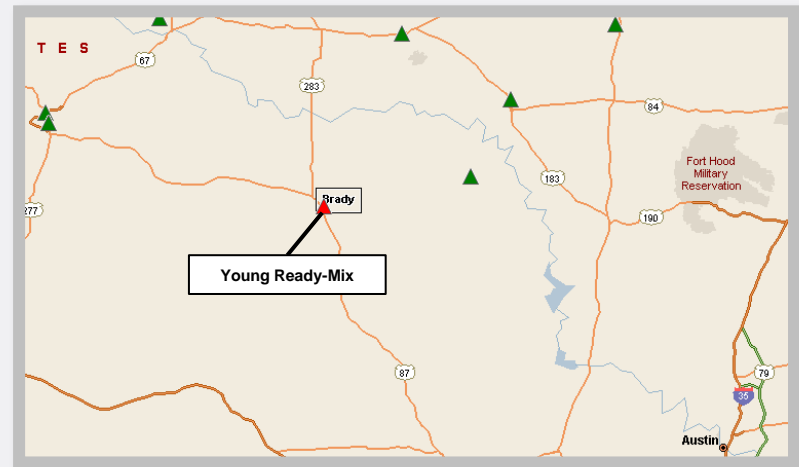 T E S
67
283
84
Fort Hood
Military
Reservation
183
277
Brady
190
Young Ready-Mix
87
79
35
Austin